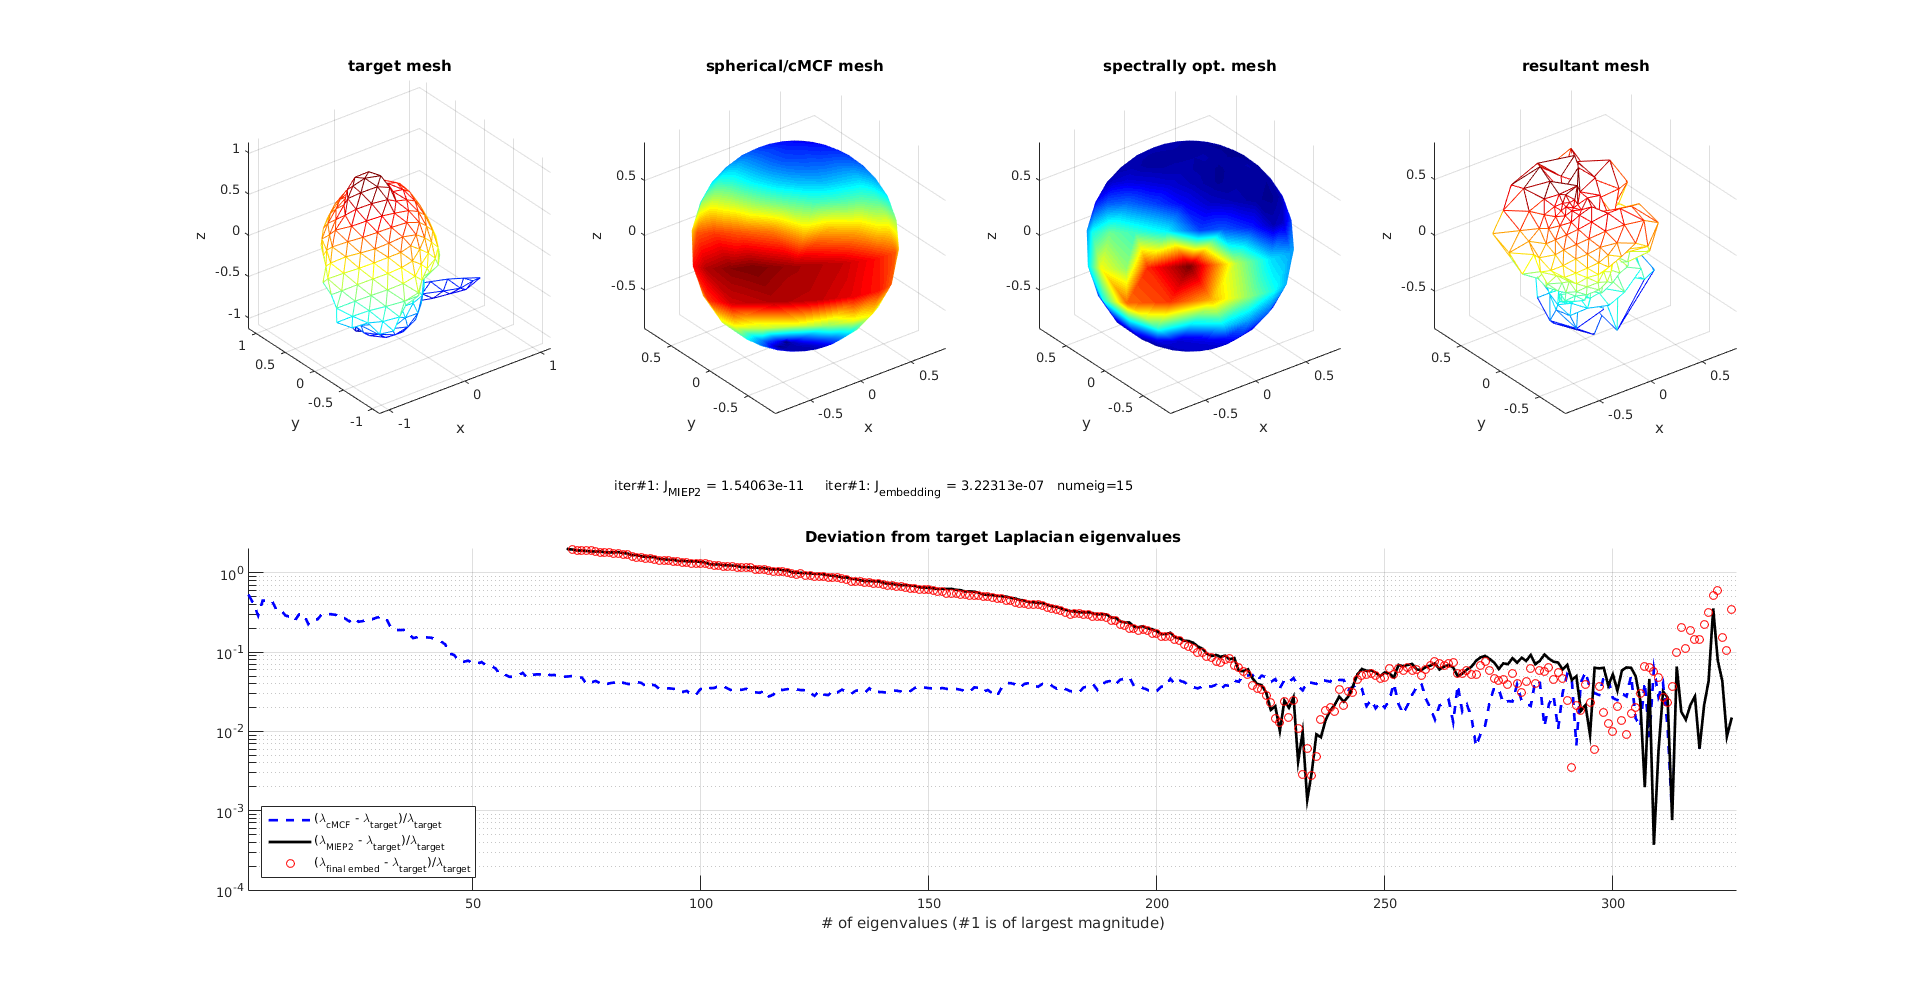 target mesh
spherical/cMCF mesh
spectrally opt. mesh
resultant mesh
1
0.5
0
-0.5
-1
z
1
0.5
0
-0.5
-1
y
-1
0
1
x
0.5
0
-0.5
z
0.5
0
-0.5
y
-0.5
0
0.5
x
0.5
0
-0.5
z
0.5
0
-0.5
y
-0.5
0
0.5
x
0.5
0
-0.5
z
0.5
0
-0.5
y
-0.5
0
0.5
x
iter#1: J_MIEP2 = 1.54063e-11 iter#1: J_embedding = 3.22313e-07 numeig=15
Deviation from target Laplacian eigenvalues
10^0
10^-1
10^-2
10^-3
10^-4
(λ_cMCF - λ_target)/λ_target
(λ_MIEP2 - λ_target)/λ_target
(λ_final embed - λ_target)/λ_target
50 100 150 200 250 300
# of eigenvalues (#1 is of largest magnitude)